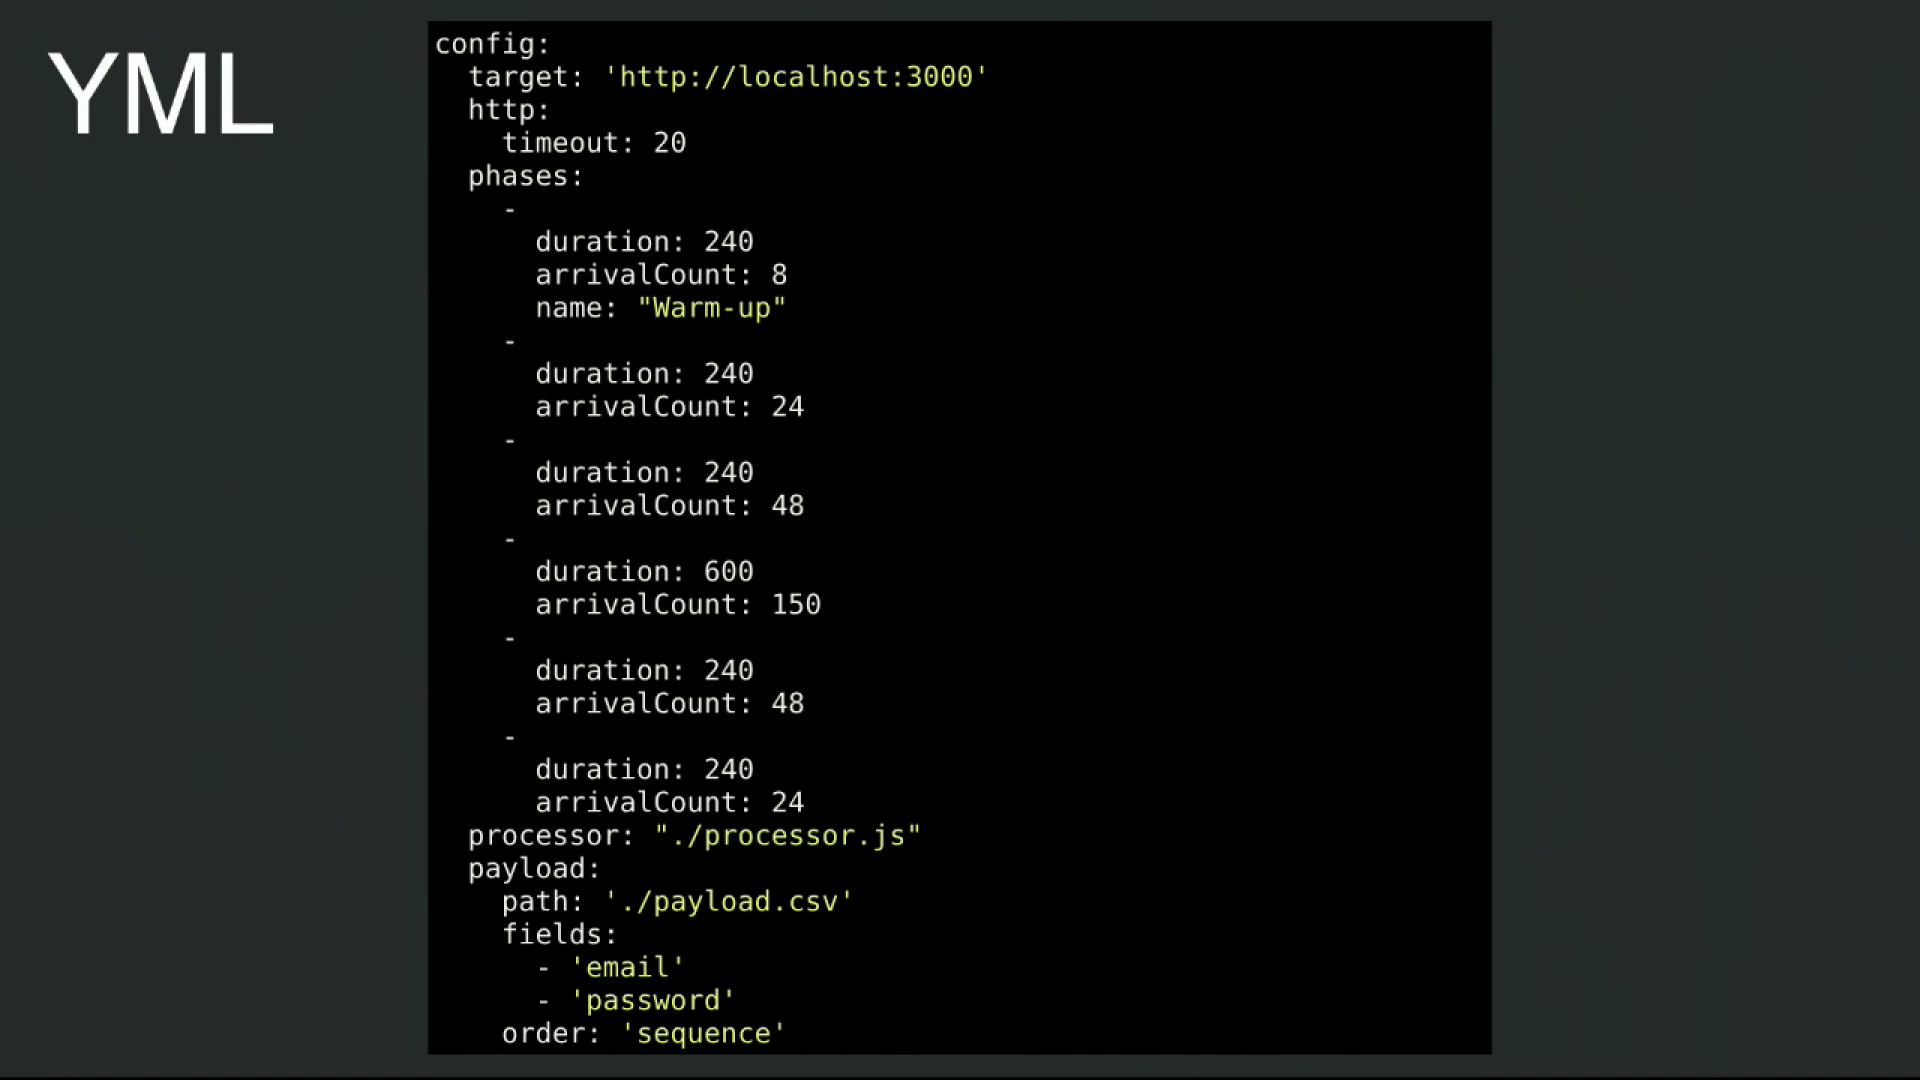 YML
config:
  target: 'http://localhost:3000'
  http:
    timeout: 20
  phases:
    -
      duration: 240
      arrivalCount: 8
      name: "Warm-up"
    -
      duration: 240
      arrivalCount: 24
    -
      duration: 240
      arrivalCount: 48
    -
      duration: 600
      arrivalCount: 150
    -
      duration: 240
      arrivalCount: 48
    -
      duration: 240
      arrivalCount: 24
  processor: "./processor.js"
  payload:
    path: './payload.csv'
    fields:
      - 'email'
      - 'password'
    order: 'sequence'